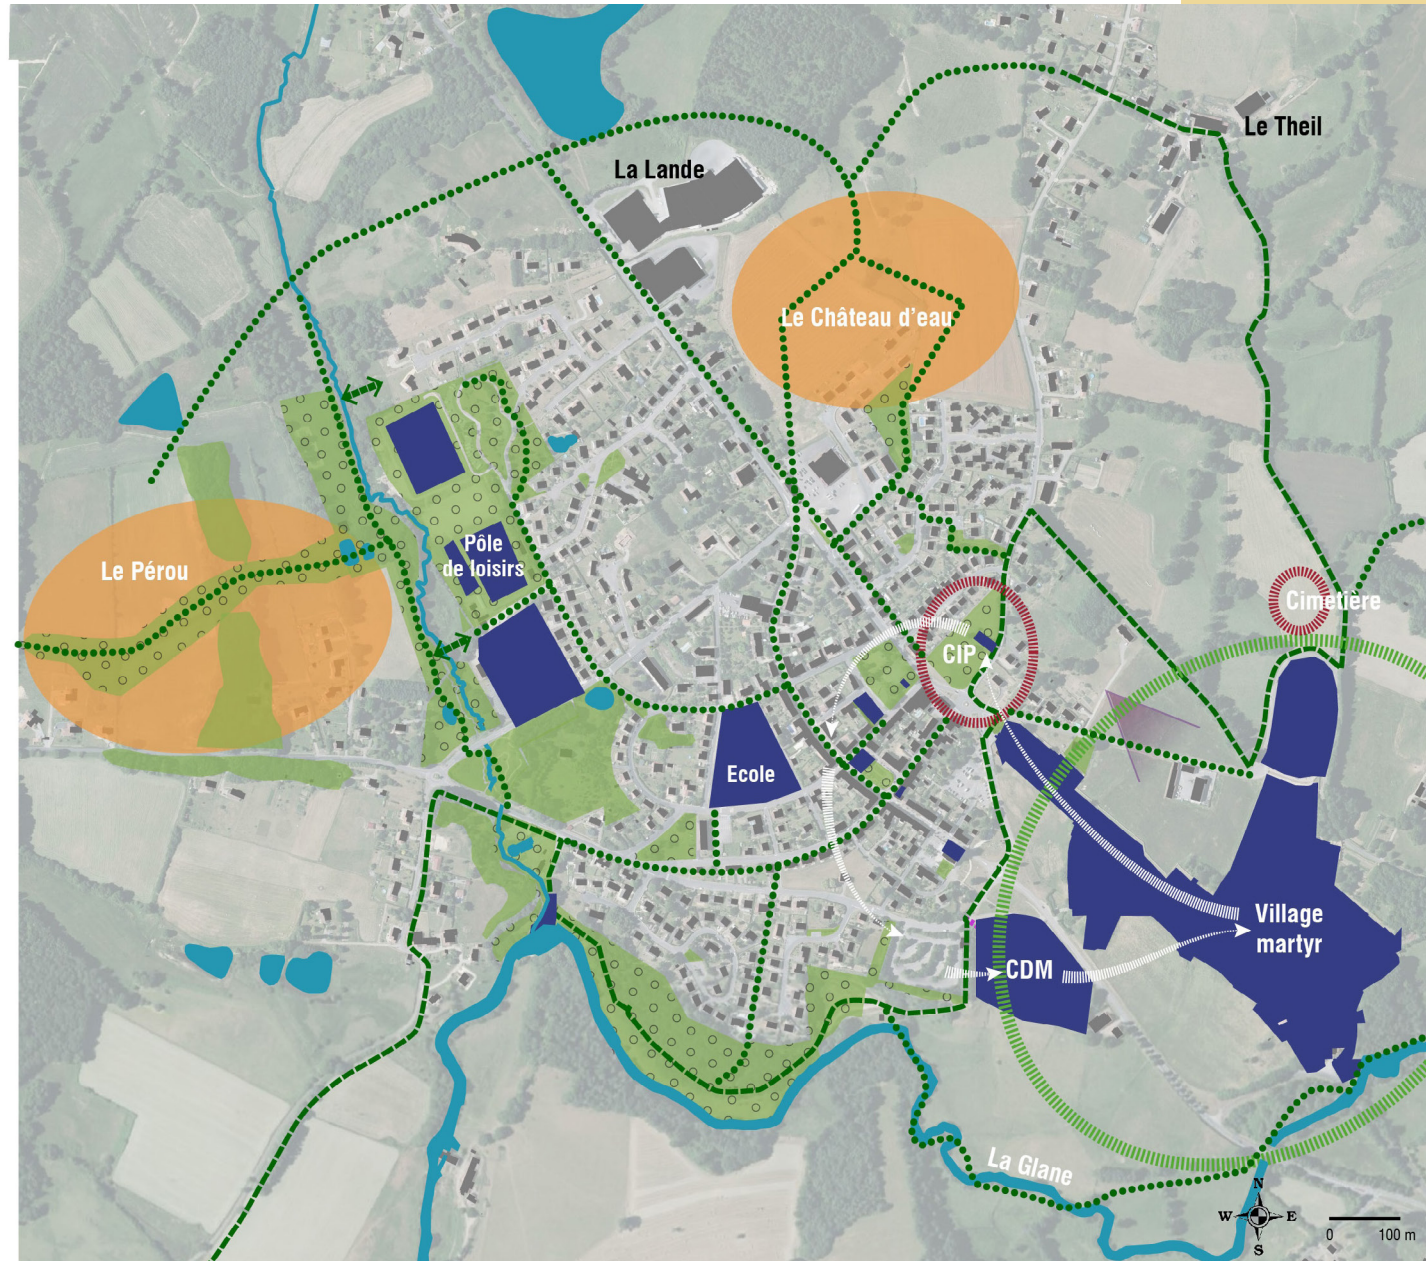 Le Theil
La Lande
Le Château d'eau
Pôle
de loisirs
Le Pérou
Cimetière
CIP
Ecole
Village
martyr
CDM
La Glane
N
W E
S
0 100 m